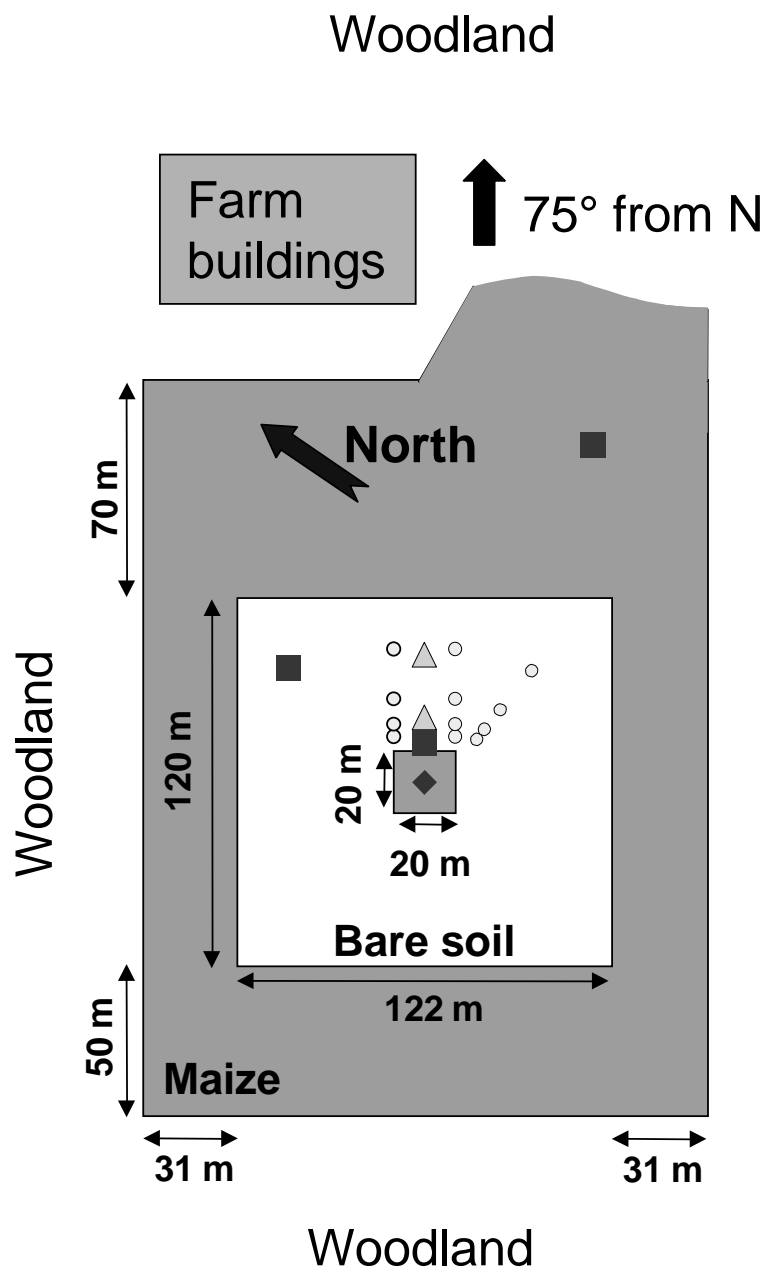 Woodland
Farm
buildings
75° from N
North
70 m
Woodland
120 m
20 m
20 m
Bare soil
122 m
50 m
Maize
31 m
31 m
Woodland